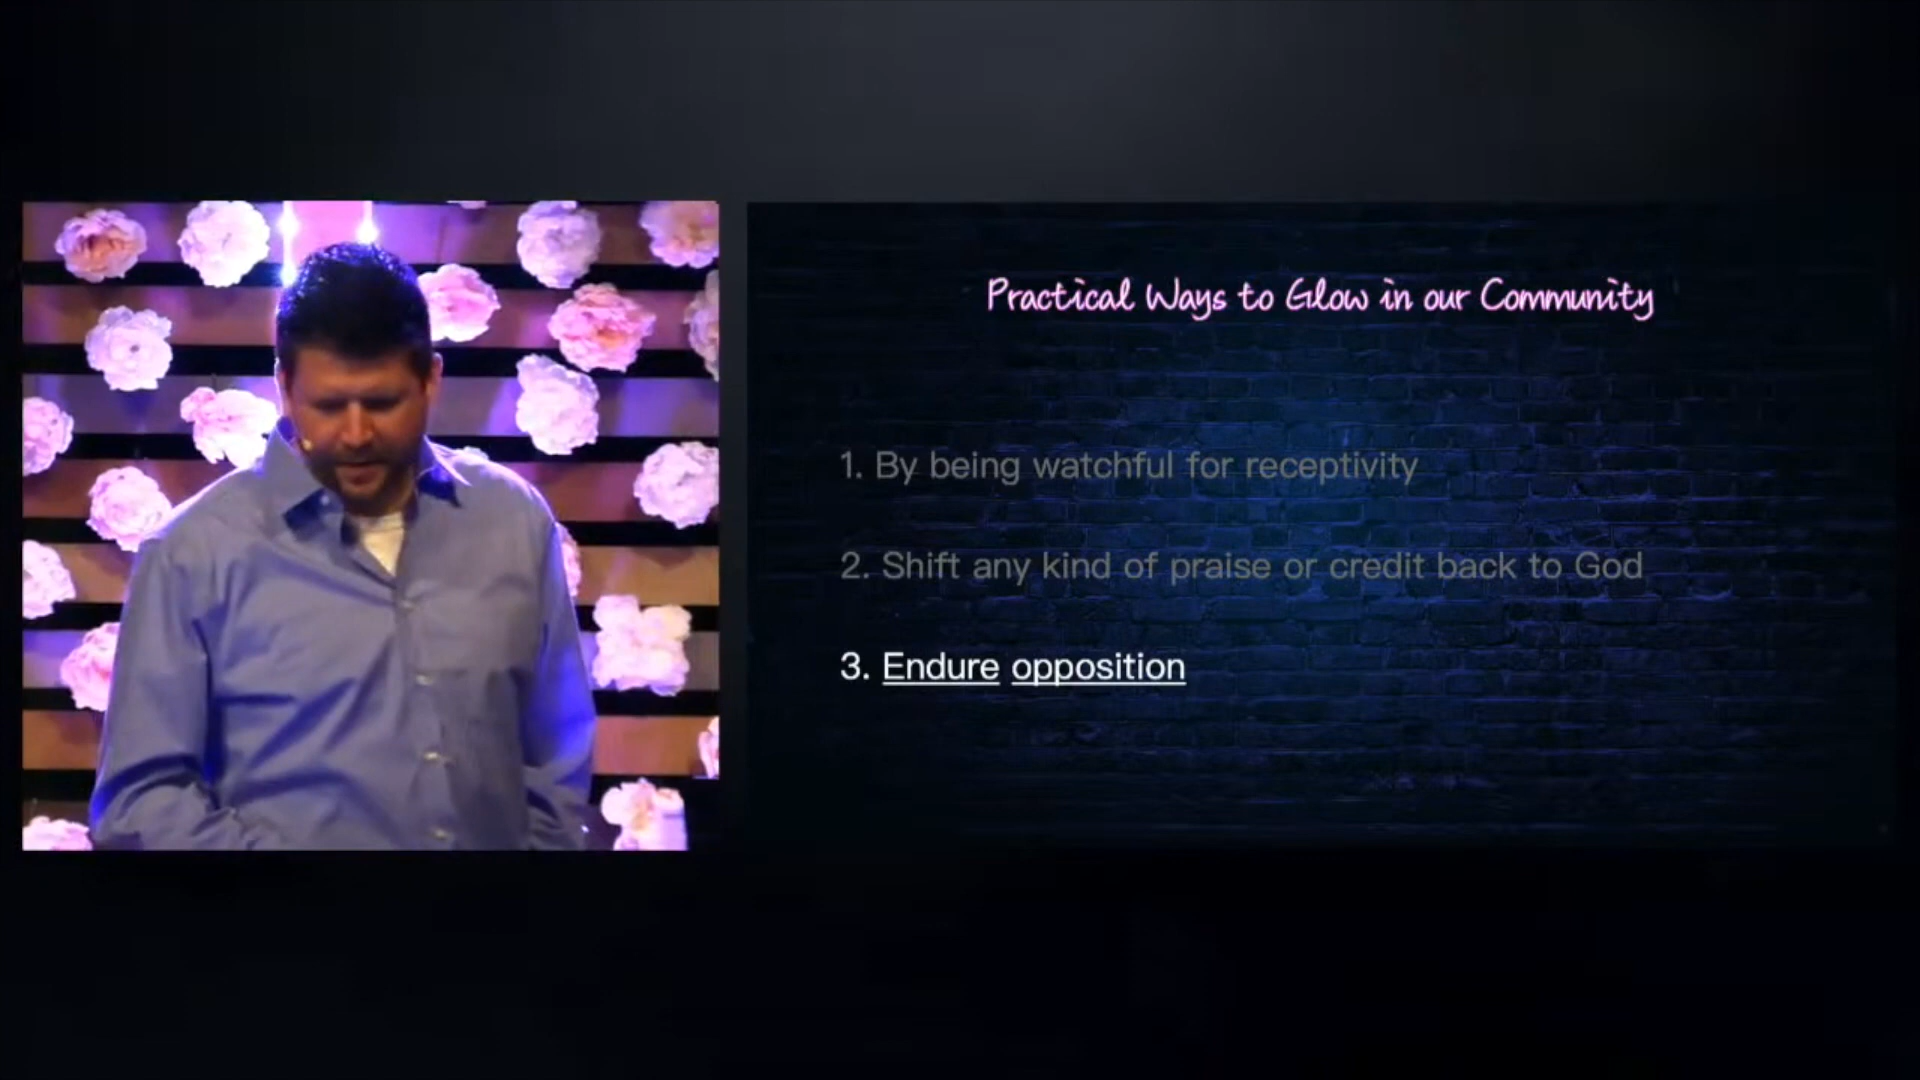 Practical Ways to Glow in our Community
1. By being watchful for receptivity
2. Shift any kind of praise or credit back to God
3. Endure opposition